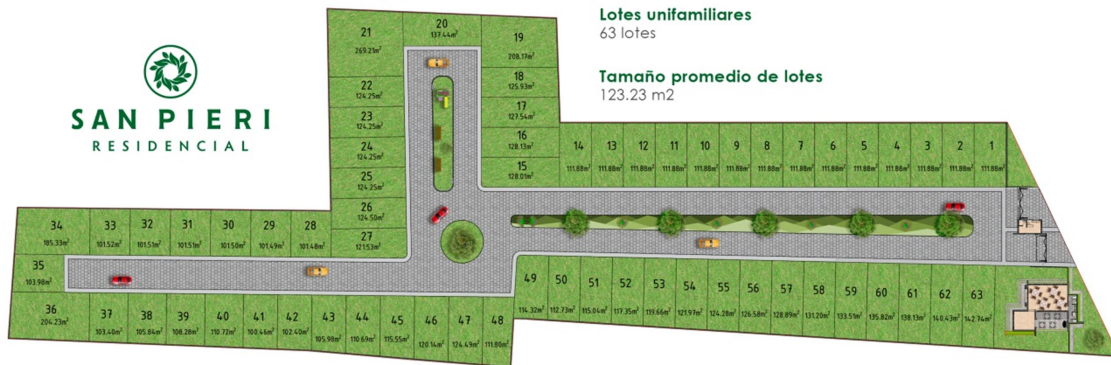 SAN PIERI
RESIDENCIAL
Lotes unifamiliares
63 lotes
Tamaño promedio de lotes
123.23 m2
21
269.21m²
20
137.44m²
19
208.17m²
22
124.25m²
18
125.93m²
23
124.25m²
17
127.54m²
24
124.25m²
16
128.13m²
25
124.25m²
15
128.01m²
26
124.50m²
27
121.53m²
14 13 12 11 10 9 8 7 6 5 4 3 2 1
111.88m² 111.88m² 111.88m² 111.88m² 111.88m² 111.88m² 111.88m² 111.88m² 111.88m² 111.88m² 111.88m² 111.88m² 111.88m² 111.88m²
34 33 32 31 30 29 28
185.33m² 101.52m² 101.51m² 101.51m² 101.50m² 101.49m² 101.48m²
35
103.98m²
36 37 38 39 40 41 42 43 44 45 46 47 48
204.23m² 103.40m² 105.84m² 108.28m² 110.72m² 100.46m² 102.40m² 105.98m² 110.69m² 115.55m² 120.14m² 124.49m² 111.80m²
49 50 51 52 53 54 55 56 57 58 59 60 61 62 63
114.32m² 112.73m² 115.04m² 117.35m² 119.66m² 121.97m² 124.28m² 126.58m² 128.89m² 131.20m² 133.51m² 135.82m² 138.13m² 140.43m² 142.74m²